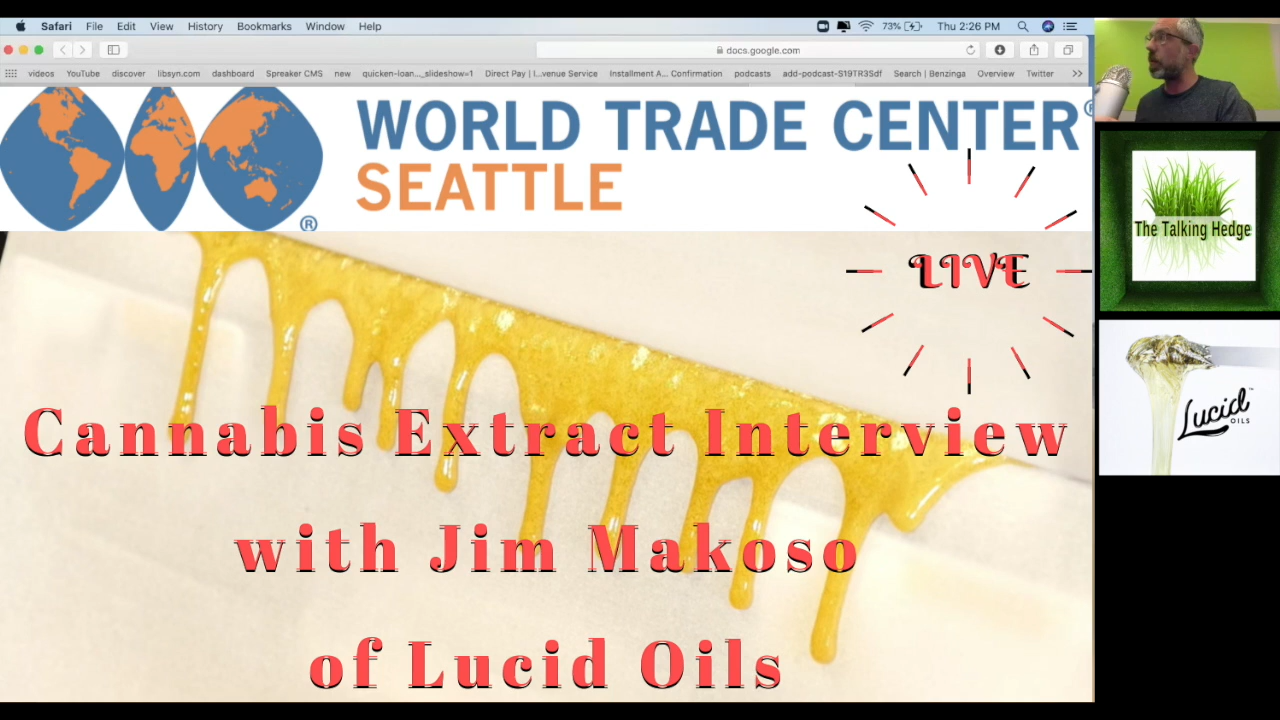 Safari File Edit View History Bookmarks Window Help 73% Thu 2:26 PM
docs.google.com
videos YouTube discover libsyn.com dashboard Spreaker CMS new quicken-loan..._slideshow=1 Direct Pay | I...venue Service Installment A... Confirmation podcasts add-podcast-S19TR3Sdf Search | Benzinga Overview Twitter >>
WORLD TRADE CENTER®
SEATTLE
®
LIVE
Cannabis Extract Interview
with Jim Makoso
of Lucid Oils
The Talking Hedge
Lucid™
OILS